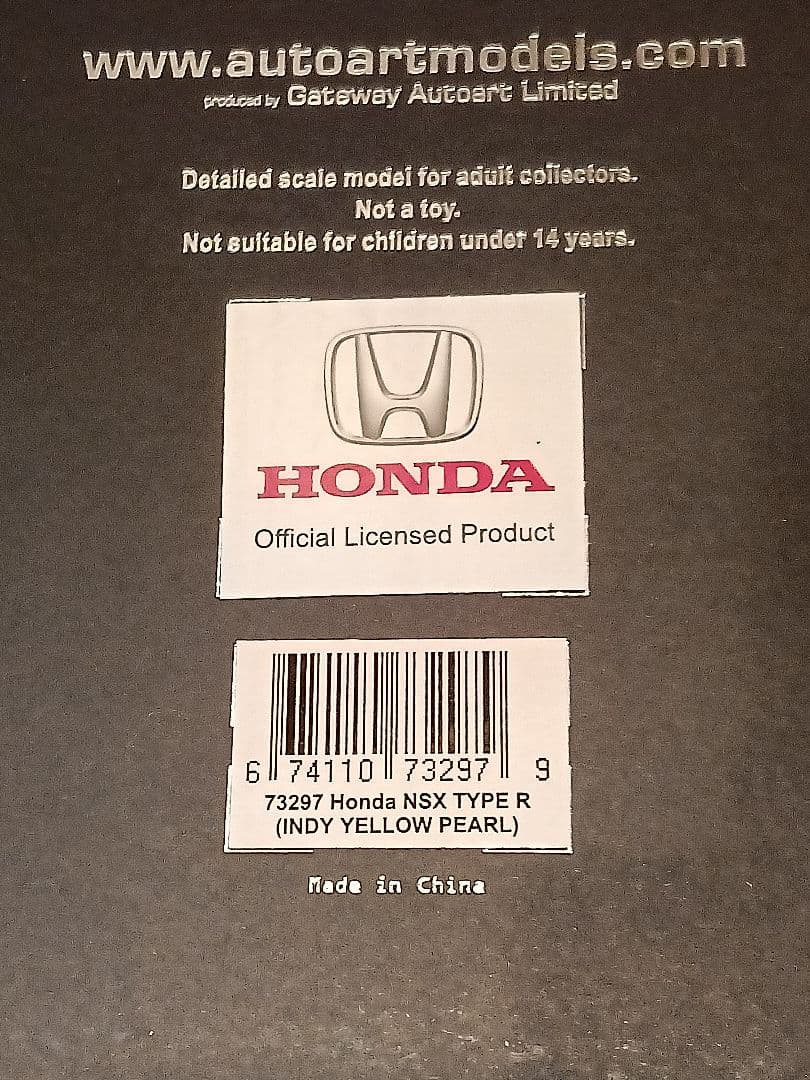 www.autoartmodels.com
produced by Gateway Autoart Limited
Detailed scale model for adult collectors.
Not a toy.
Not suitable for children under 14 years.
HONDA
Official Licensed Product
6 74110 73297 9
73297 Honda NSX TYPE R
(INDY YELLOW PEARL)
Made in China